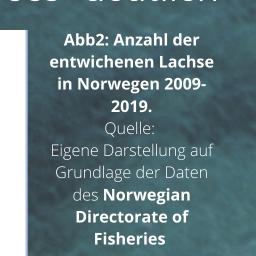 Abb2: Anzahl der
entwichenen Lachse
in Norwegen 2009-
2019.
Quelle:
Eigene Darstellung auf
Grundlage der Daten
des Norwegian
Directorate of
Fisheries